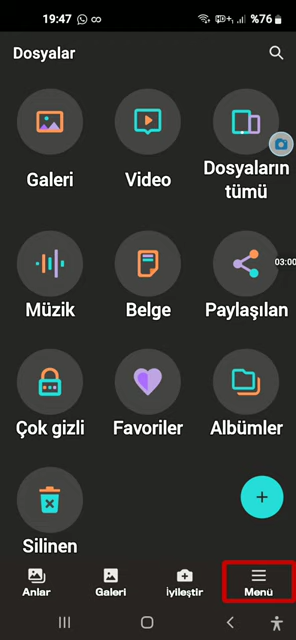 19:47 %76
Dosyalar
Galeri Video Dosyaların tümü
03:00
Müzik Belge Paylaşılan
Çok gizli Favoriler Albümler
Silinen
Anlar Galeri İyileştir Menü